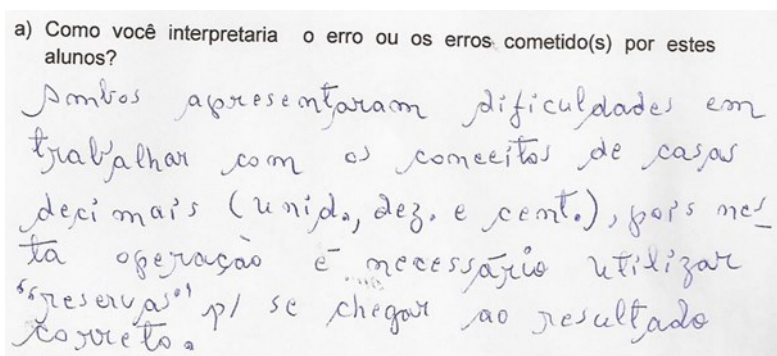 a) Como você interpretaria o erro ou os erros cometido(s) por estes
alunos?
Ambos apresentaram dificuldades em
trabalhar com os conceitos de casas
decimais (unid., dez. e cent.), pois nes_
ta operação é necessário utilizar
"reservas" p/ se chegar ao resultado
correto.